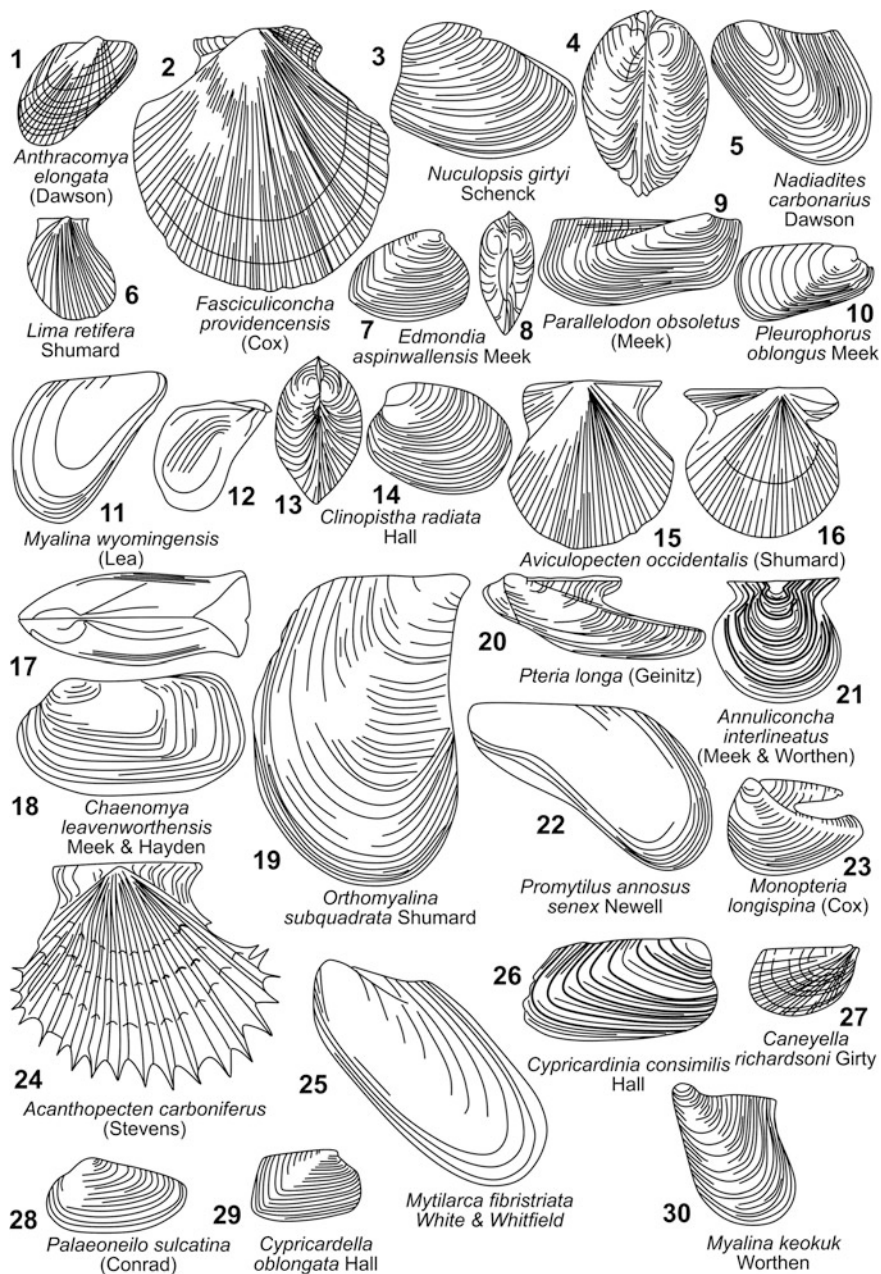 1
Anthracomya
elongata
(Dawson)
2
Fasciculiconcha
providencensis
(Cox)
3
4
Nuculopsis girtyi
Schenck
5
Nadiadites
carbonarius
Dawson
6
Lima retifera
Shumard
7
8
Edmondia
aspinwallensis Meek
9
Parallelodon obsoletus
(Meek)
10
Pleurophorus
oblongus Meek
11
12
Myalina wyomingensis
(Lea)
13
14
Clinopistha radiata
Hall
15
16
Aviculopecten occidentalis (Shumard)
17
18
Chaenomya
leavenworthensis
Meek & Hayden
19
Orthomyalina
subquadrata Shumard
20
Pteria longa (Geinitz)
21
Annuliconcha
interlineatus
(Meek & Worthen)
22
Promytilus annosus
senex Newell
23
Monopteria
longispina (Cox)
24
Acanthopecten carboniferus
(Stevens)
25
Mytilarca fibristriata
White & Whitfield
26
Cypricardinia consimilis
Hall
27
Caneyella
richardsoni Girty
28
Palaeoneilo sulcatina
(Conrad)
29
Cypricardella
oblongata Hall
30
Myalina keokuk
Worthen